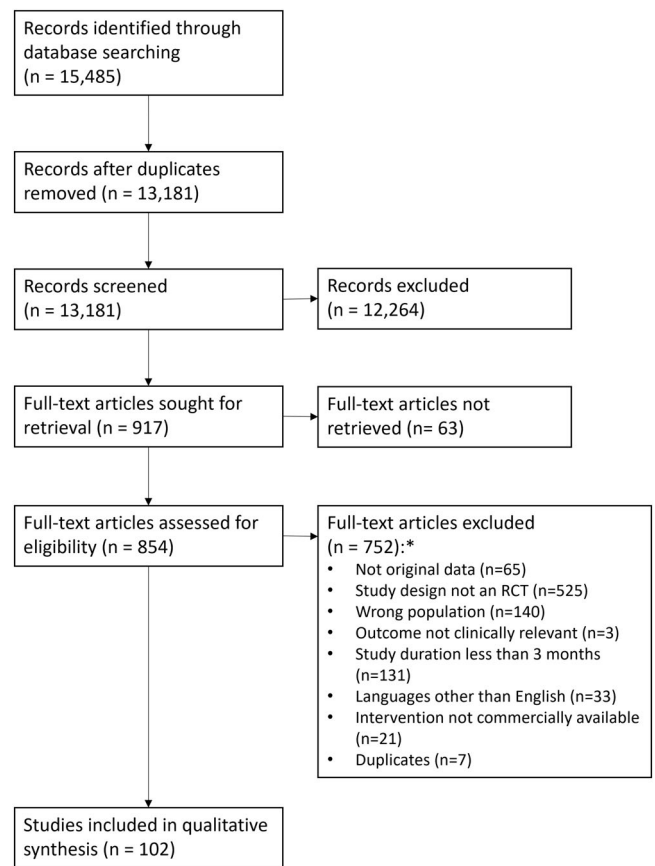 Records identified through
database searching
(n = 15,485)
Records after duplicates
removed (n = 13,181)
Records screened
(n = 13,181)
Records excluded
(n = 12,264)
Full-text articles sought for
retrieval (n = 917)
Full-text articles not
retrieved (n= 63)
Full-text articles assessed for
eligibility (n = 854)
Full-text articles excluded
(n = 752):*
• Not original data (n=65)
• Study design not an RCT (n=525)
• Wrong population (n=140)
• Outcome not clinically relevant (n=3)
• Study duration less than 3 months
(n=131)
• Languages other than English (n=33)
• Intervention not commercially available
(n=21)
• Duplicates (n=7)
Studies included in qualitative
synthesis (n = 102)